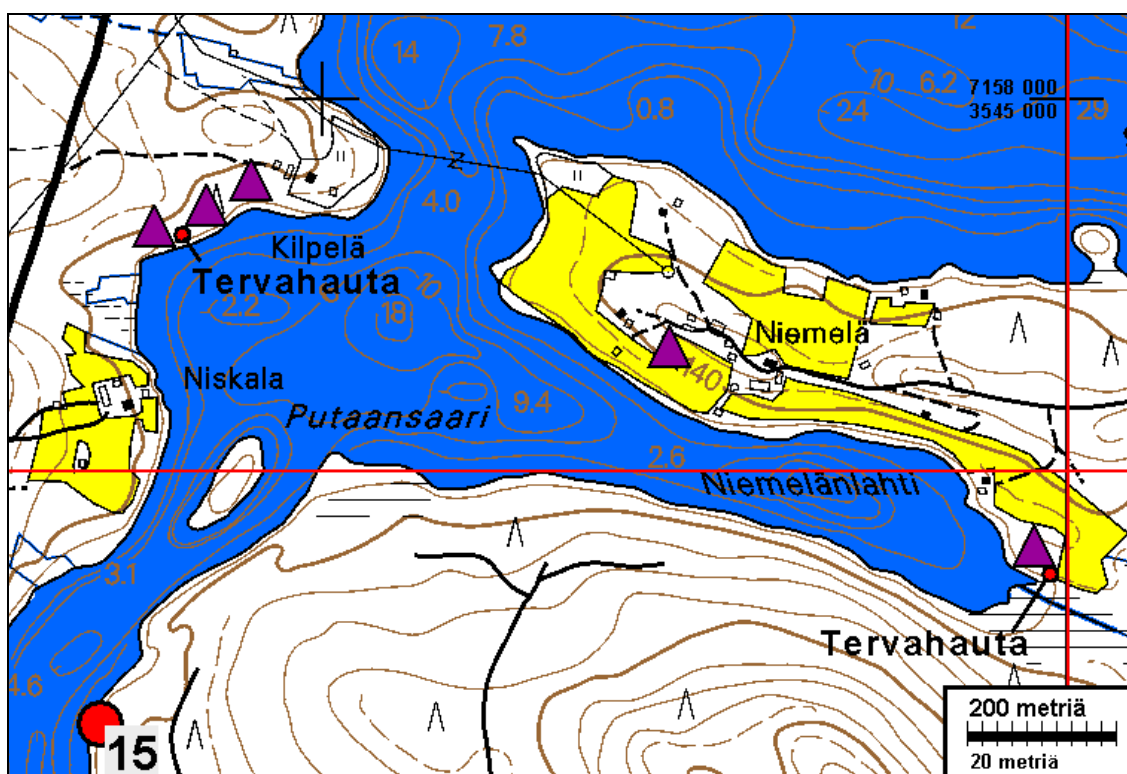 12
14
7.8
10
6.2
7158 000
3545 000
0.8
24
29
4.0
Kilpelä
Tervahauta
10
2.2
6
18
Niemelä
140
Niskala
9.4
Putaansaari
2.6
Niemelänlahti
3.1
Tervahauta
4.6
15
200 metriä
20 metriä